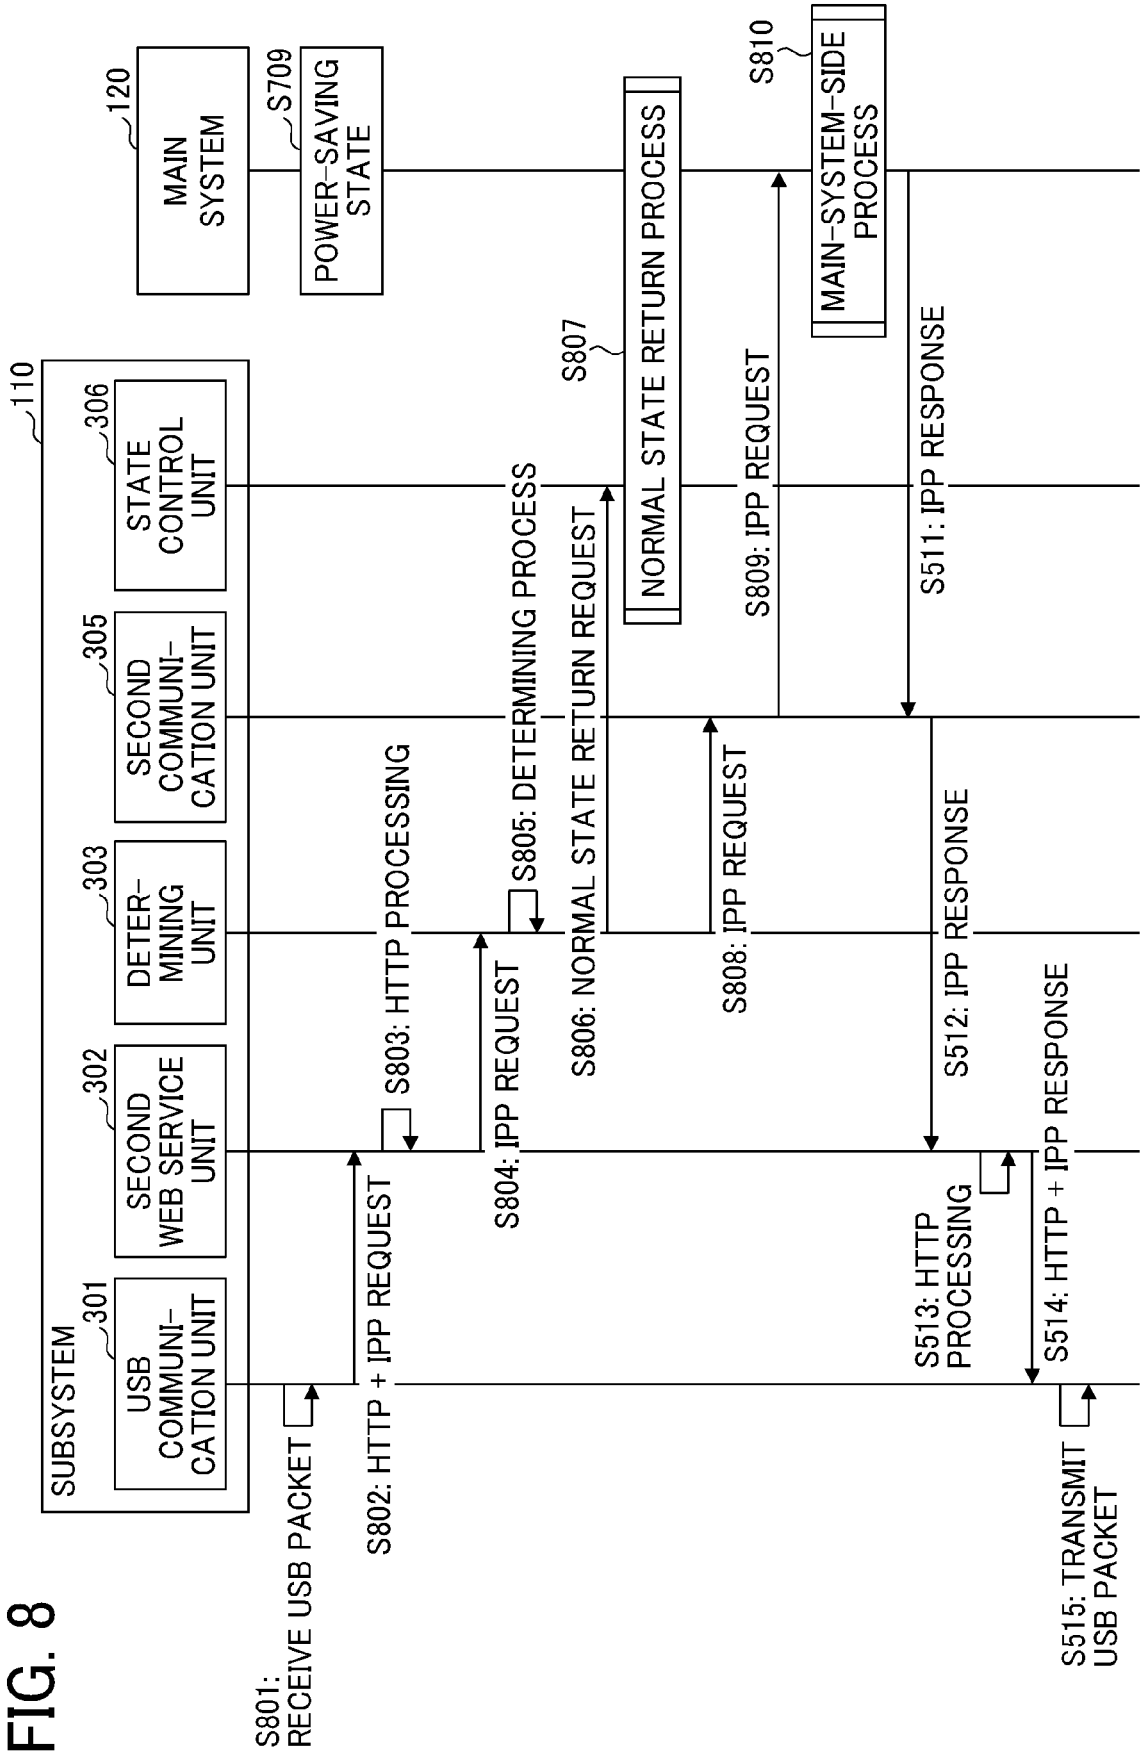 FIG. 8
SUBSYSTEM
110
301
USB
COMMUNI-
CATION UNIT
302
SECOND
WEB SERVICE
UNIT
303
DETER-
MINING
UNIT
305
SECOND
COMMUNI-
CATION UNIT
306
STATE
CONTROL
UNIT
120
MAIN
SYSTEM
S709
POWER-SAVING
STATE
S801:
RECEIVE USB PACKET
S802: HTTP + IPP REQUEST
S803: HTTP PROCESSING
S804: IPP REQUEST
S805: DETERMINING PROCESS
S806: NORMAL STATE RETURN REQUEST
S807
NORMAL STATE RETURN PROCESS
S808: IPP REQUEST
S809: IPP REQUEST
S810
MAIN-SYSTEM-SIDE
PROCESS
S511: IPP RESPONSE
S512: IPP RESPONSE
S513: HTTP
PROCESSING
S514: HTTP + IPP RESPONSE
S515: TRANSMIT
USB PACKET